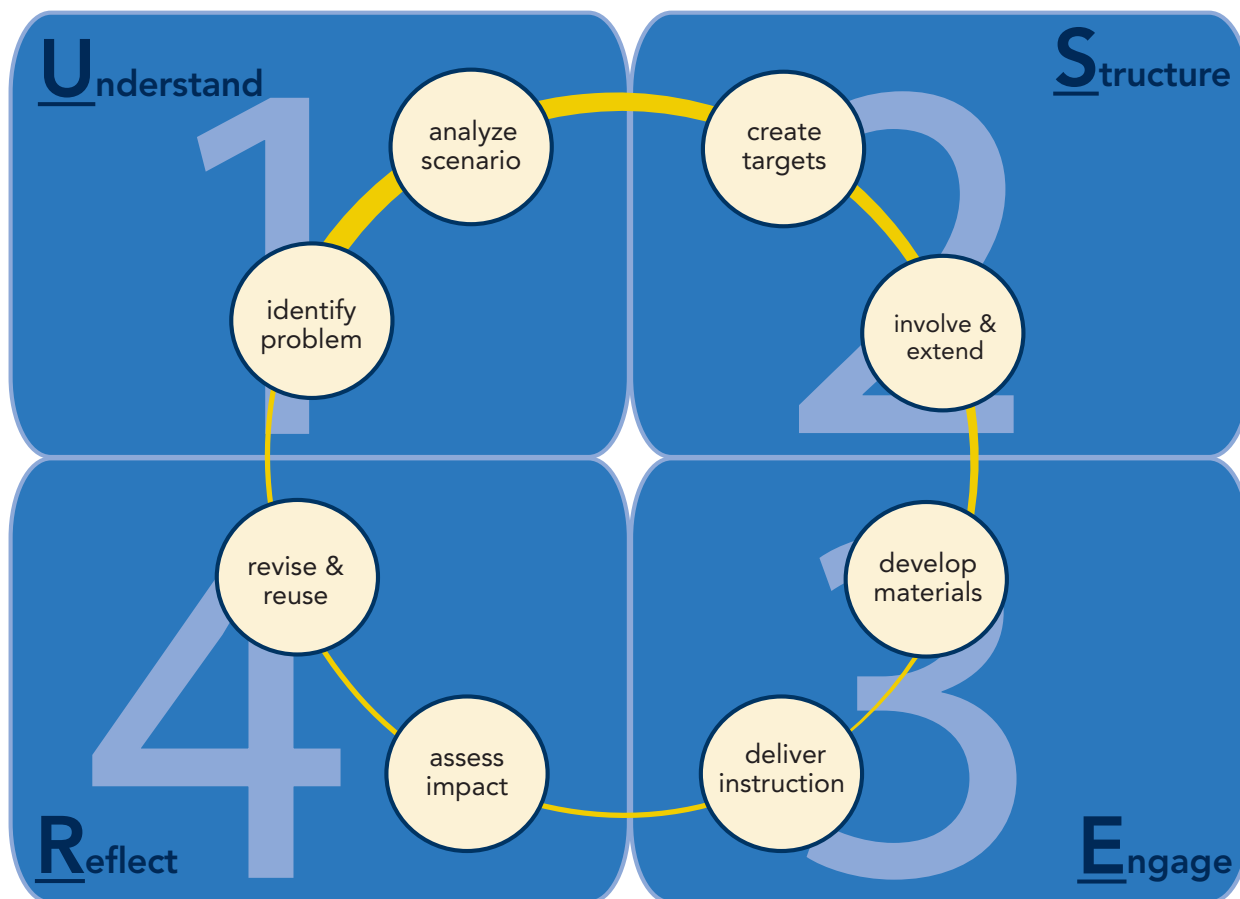 Understand
1
analyze
scenario
identify
problem
Structure
2
create
targets
involve &
extend
3
develop
materials
deliver
instruction
Engage
4
revise &
reuse
assess
impact
Reflect